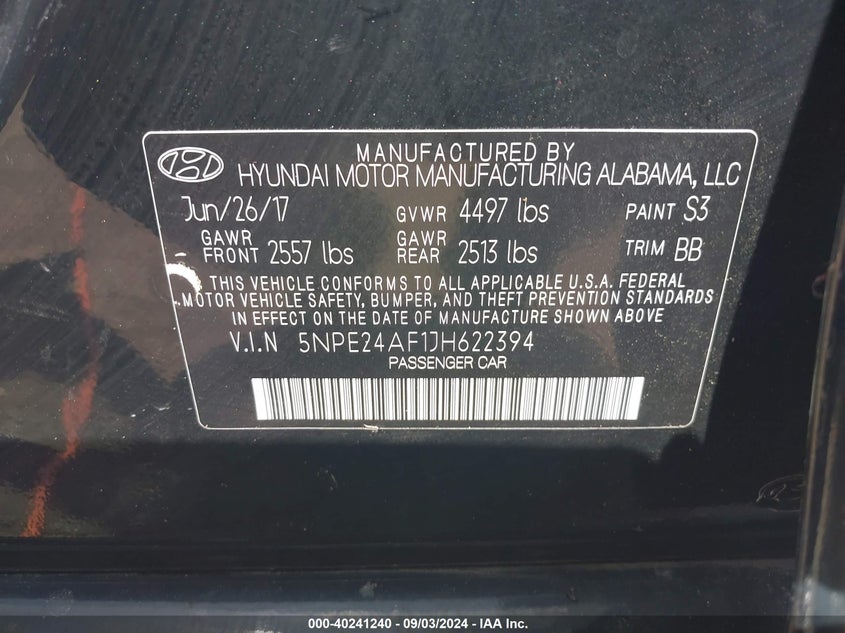 MANUFACTURED BY
HYUNDAI MOTOR MANUFACTURING ALABAMA, LLC
Jun/26/17 GVWR 4497 lbs PAINT S3
GAWR FRONT 2557 lbs GAWR REAR 2513 lbs TRIM BB
THIS VEHICLE CONFORMS TO ALL APPLICABLE U.S.A. FEDERAL
MOTOR VEHICLE SAFETY, BUMPER, AND THEFT PREVENTION STANDARDS
IN EFFECT ON THE DATE OF MANUFACTURE SHOWN ABOVE
V.I.N 5NPE24AF1JH622394
PASSENGER CAR
000-40241240 - 09/03/2024 - IAA Inc.